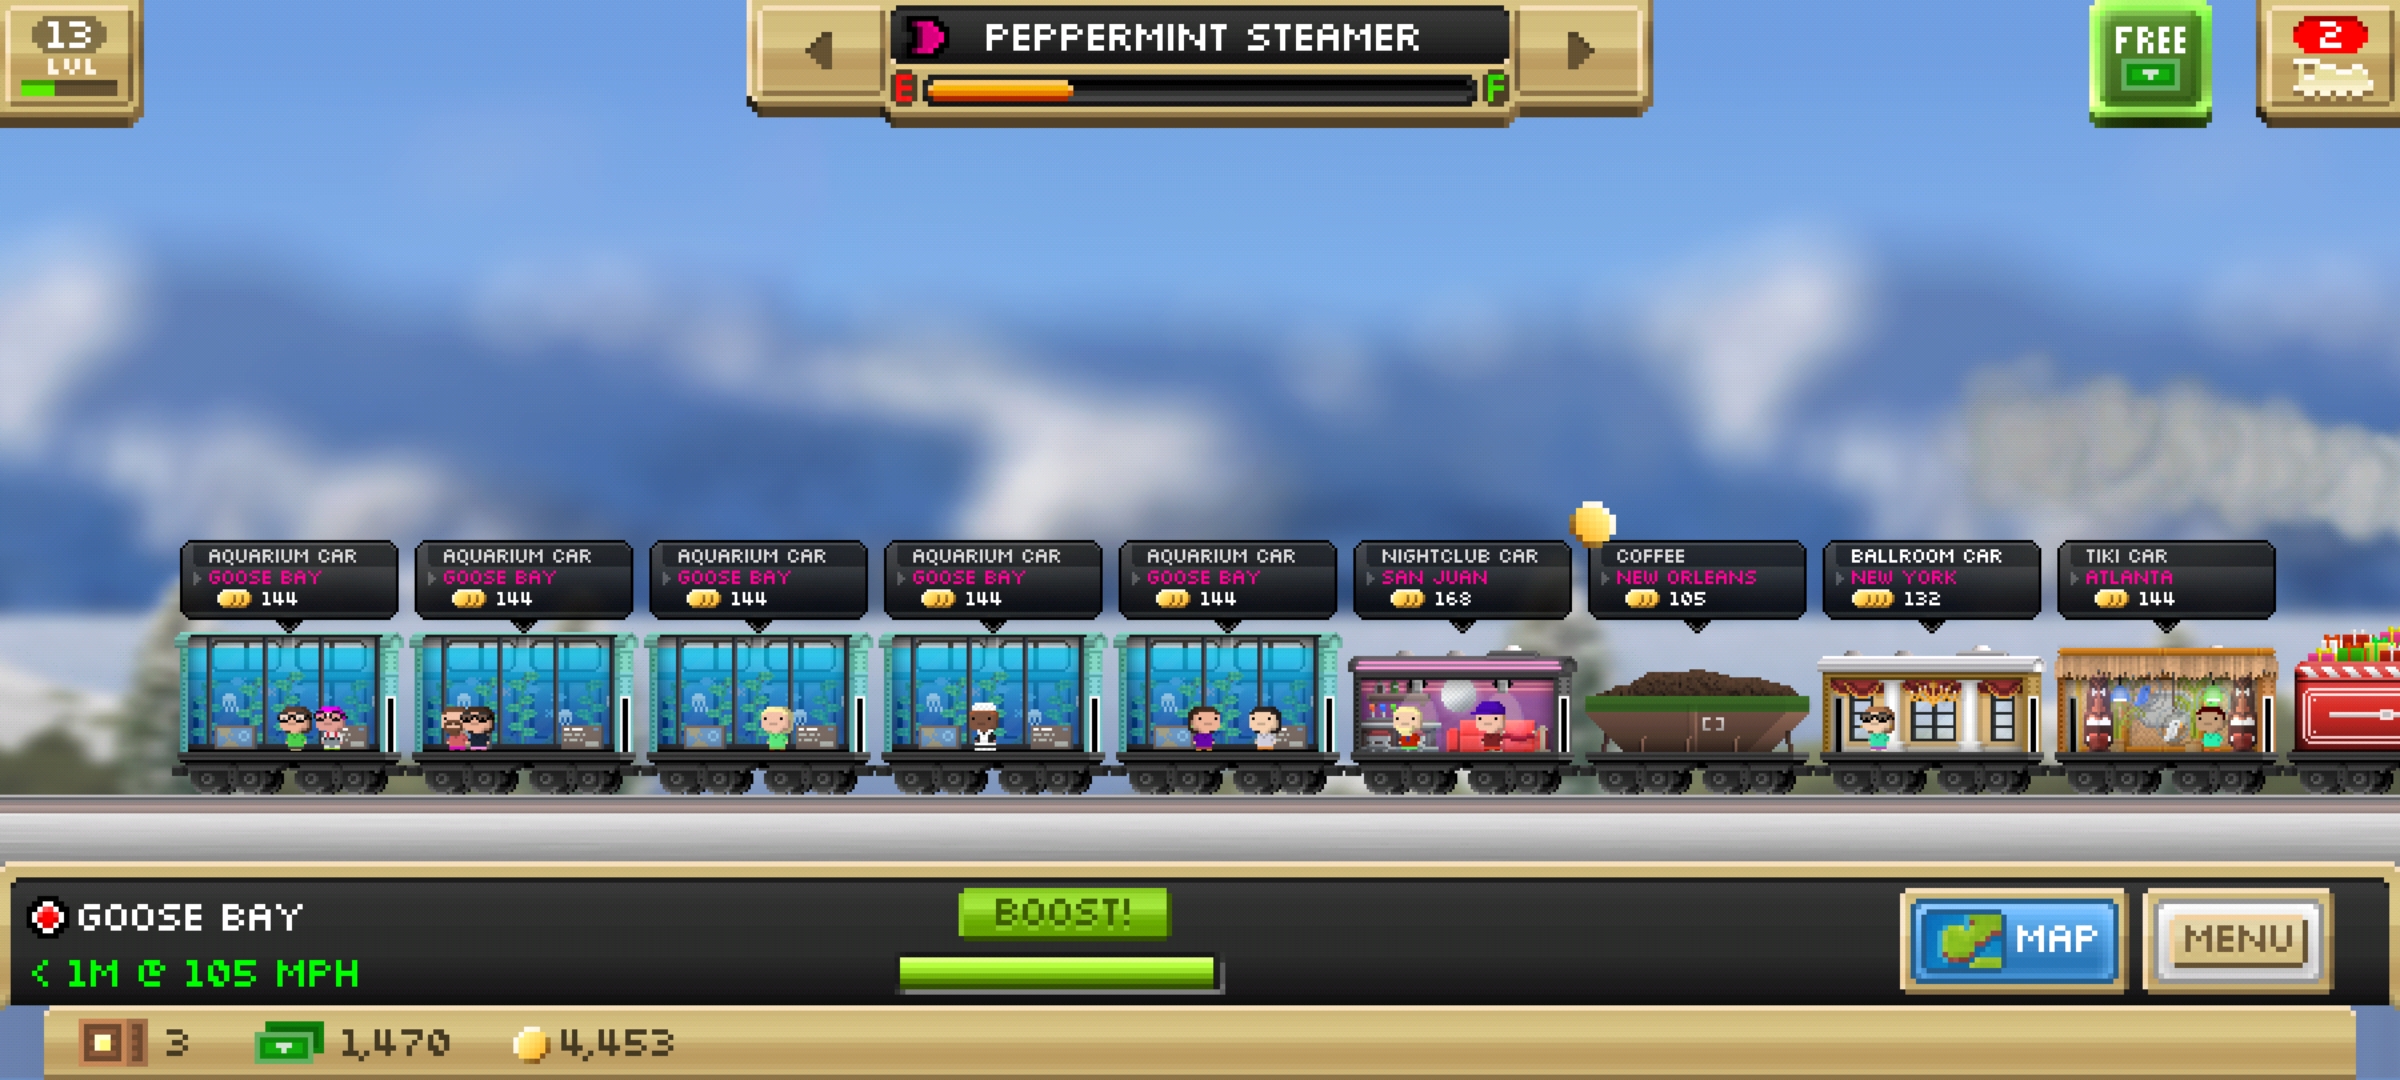 13
LVL
PEPPERMINT STEAMER
E F
FREE
2
AQUARIUM CAR
GOOSE BAY
144
AQUARIUM CAR
GOOSE BAY
144
AQUARIUM CAR
GOOSE BAY
144
AQUARIUM CAR
GOOSE BAY
144
AQUARIUM CAR
GOOSE BAY
144
NIGHTCLUB CAR
SAN JUAN
168
COFFEE
NEW ORLEANS
105
BALLROOM CAR
NEW YORK
132
TIKI CAR
ATLANTA
144
GOOSE BAY
< 1M @ 105 MPH
BOOST!
MAP
MENU
3
1,470
4,453